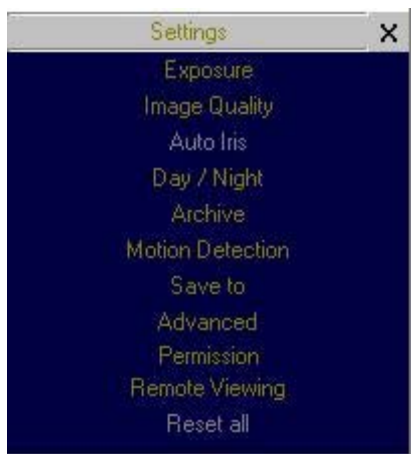 Settings
Exposure
Image Quality
Auto Iris
Day / Night
Archive
Motion Detection
Save to
Advanced
Permission
Remote Viewing
Reset all